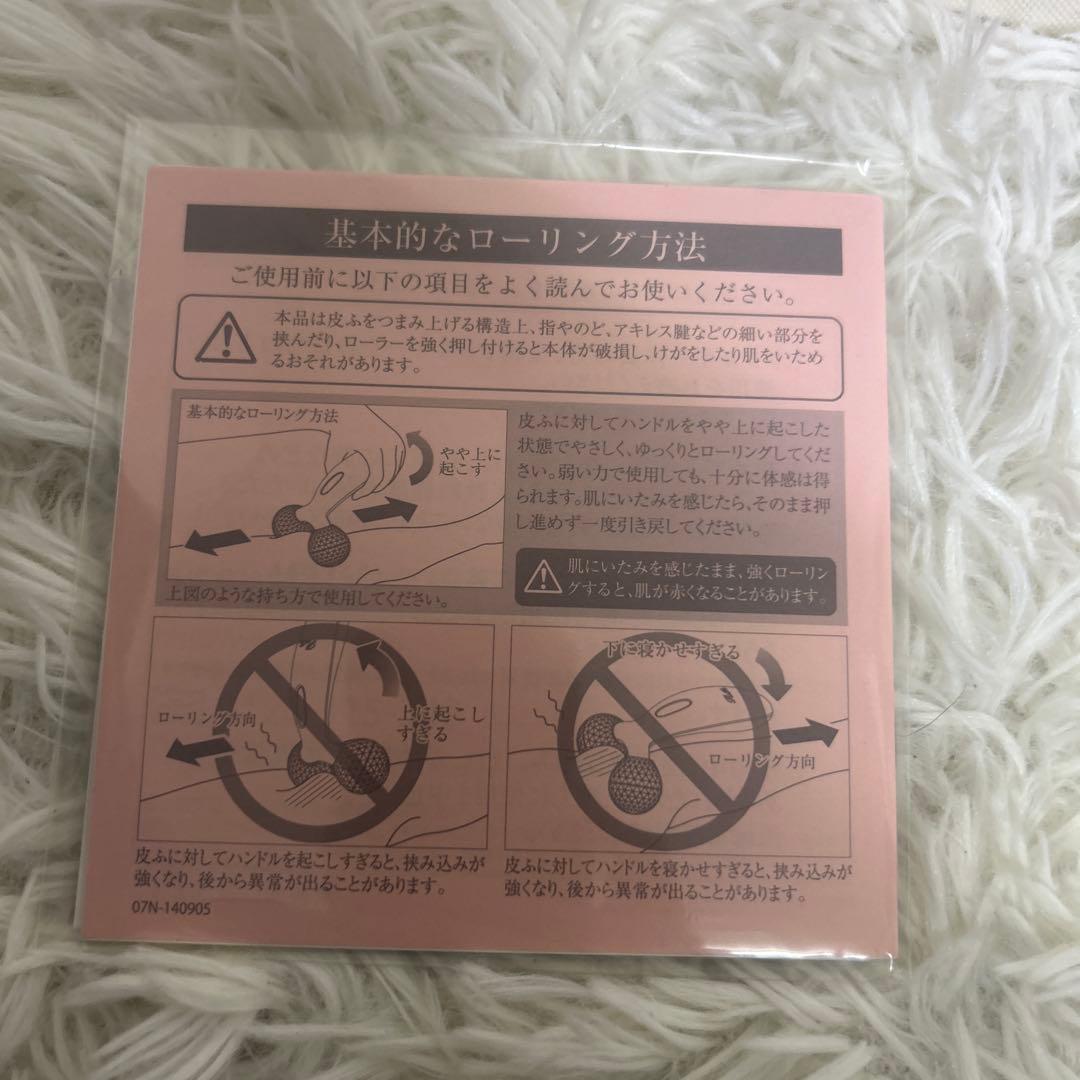 基本的なローリング方法
ご使用前に以下の項目をよく読んでお使いください。
本品は皮ふをつまみ上げる構造上、指やのど、アキレス腱などの細い部分を
挟んだり、ローラーを強く押し付けると本体が破損し、けがをしたり肌をいため
るおそれがあります。
基本的なローリング方法
やや上に
起こす
上図のような持ち方で使用してください。
皮ふに対してハンドルをやや上に起こした
状態でやさしく、ゆっくりとローリングしてくだ
さい。弱い力で使用しても、十分に体感は得
られます。肌にいたみを感じたら、そのまま押
し進めず一度引き戻してください。
肌にいたみを感じたまま、強くローリン
グすると、肌が赤くなることがあります。
ローリング方向
上に起こし
すぎる
皮ふに対してハンドルを起こしすぎると、挟み込みが
強くなり、後から異常が出ることがあります。
下に寝かせすぎる
ローリング方向
皮ふに対してハンドルを寝かせすぎると、挟み込みが
強くなり、後から異常が出ることがあります。
07N-140905